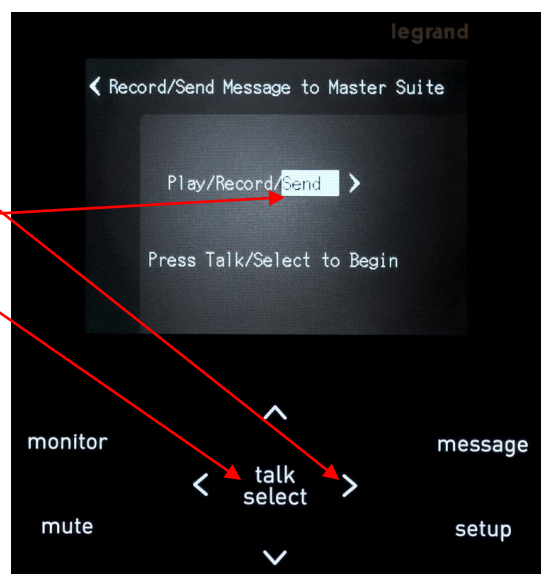 legrand
Record/Send Message to Master Suite
Play/Record/Send
Press Talk/Select to Begin
monitor
message
talk
select
mute
setup